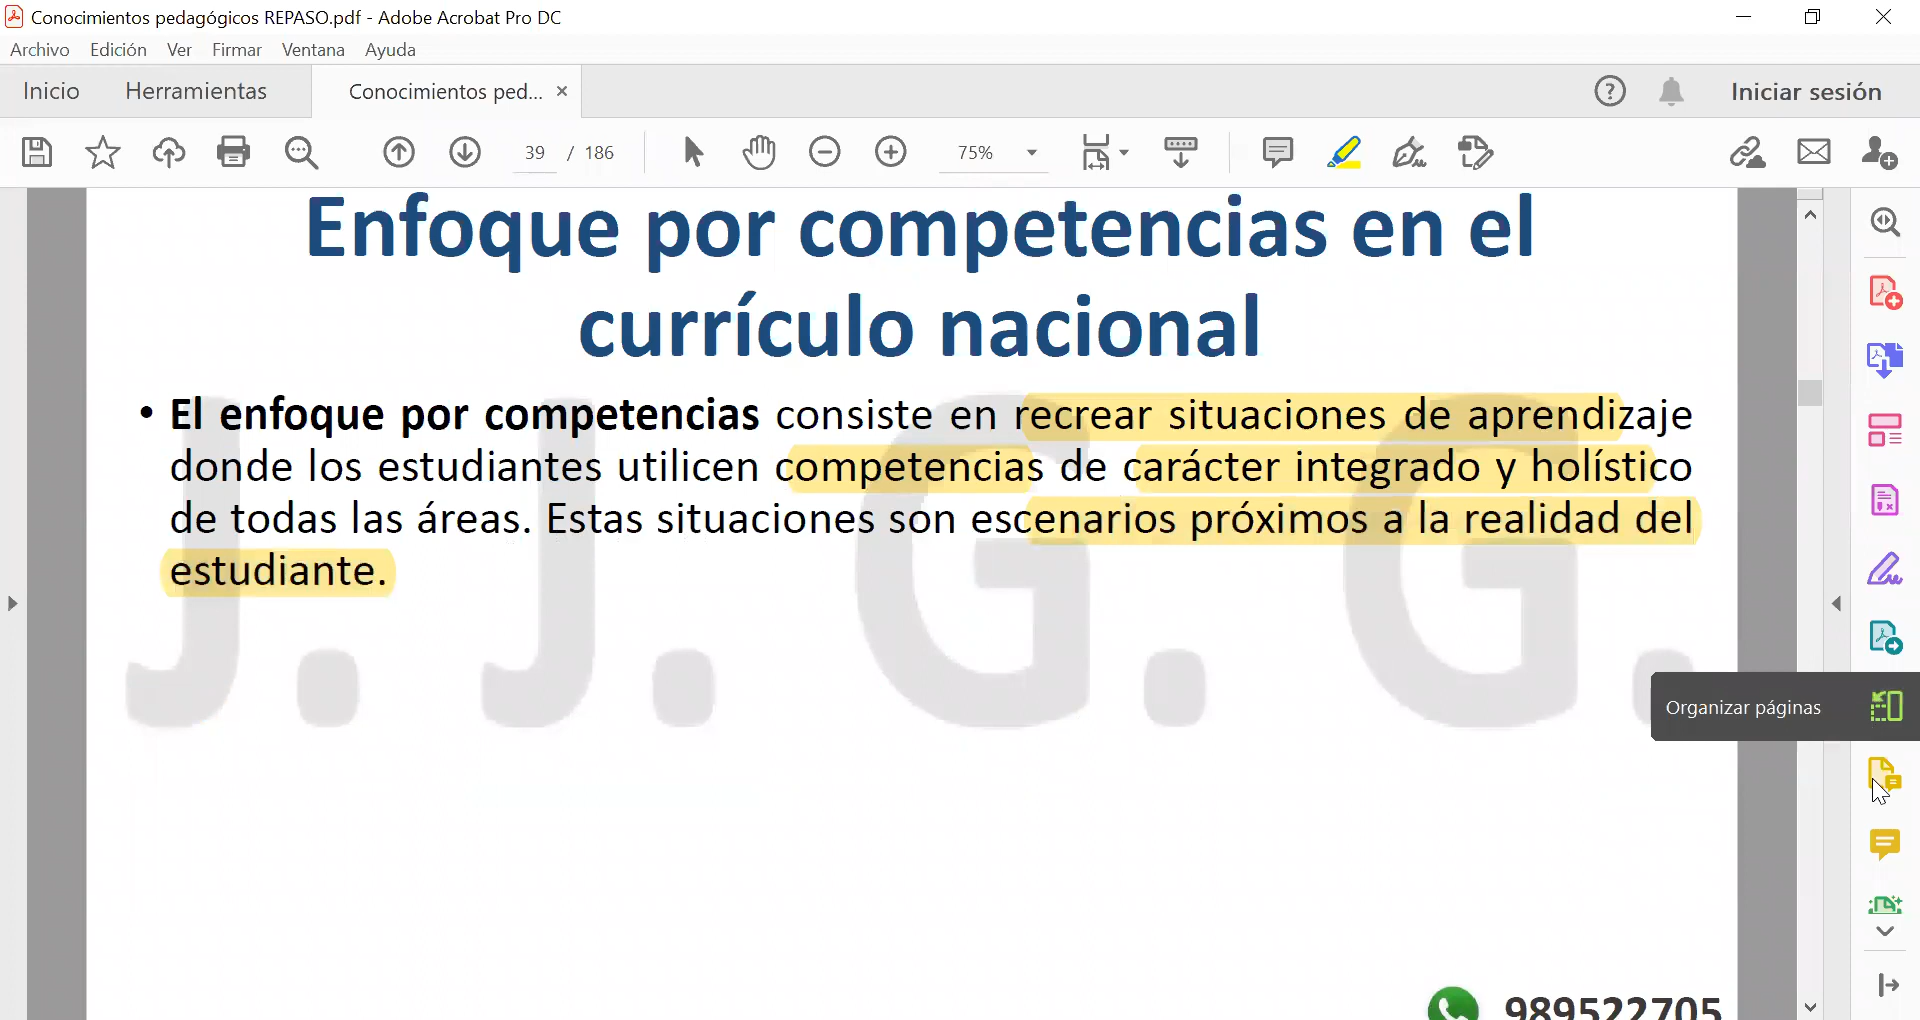 Conocimientos pedagógicos REPASO.pdf - Adobe Acrobat Pro DC
Archivo Edición Ver Firmar Ventana Ayuda
Inicio Herramientas Conocimientos ped... × Iniciar sesión
39 / 186 75%
Enfoque por competencias en el
currículo nacional
• El enfoque por competencias consiste en recrear situaciones de aprendizaje
donde los estudiantes utilicen competencias de carácter integrado y holístico
de todas las áreas. Estas situaciones son escenarios próximos a la realidad del
estudiante.
J. J. G. G.
Organizar páginas
989522705